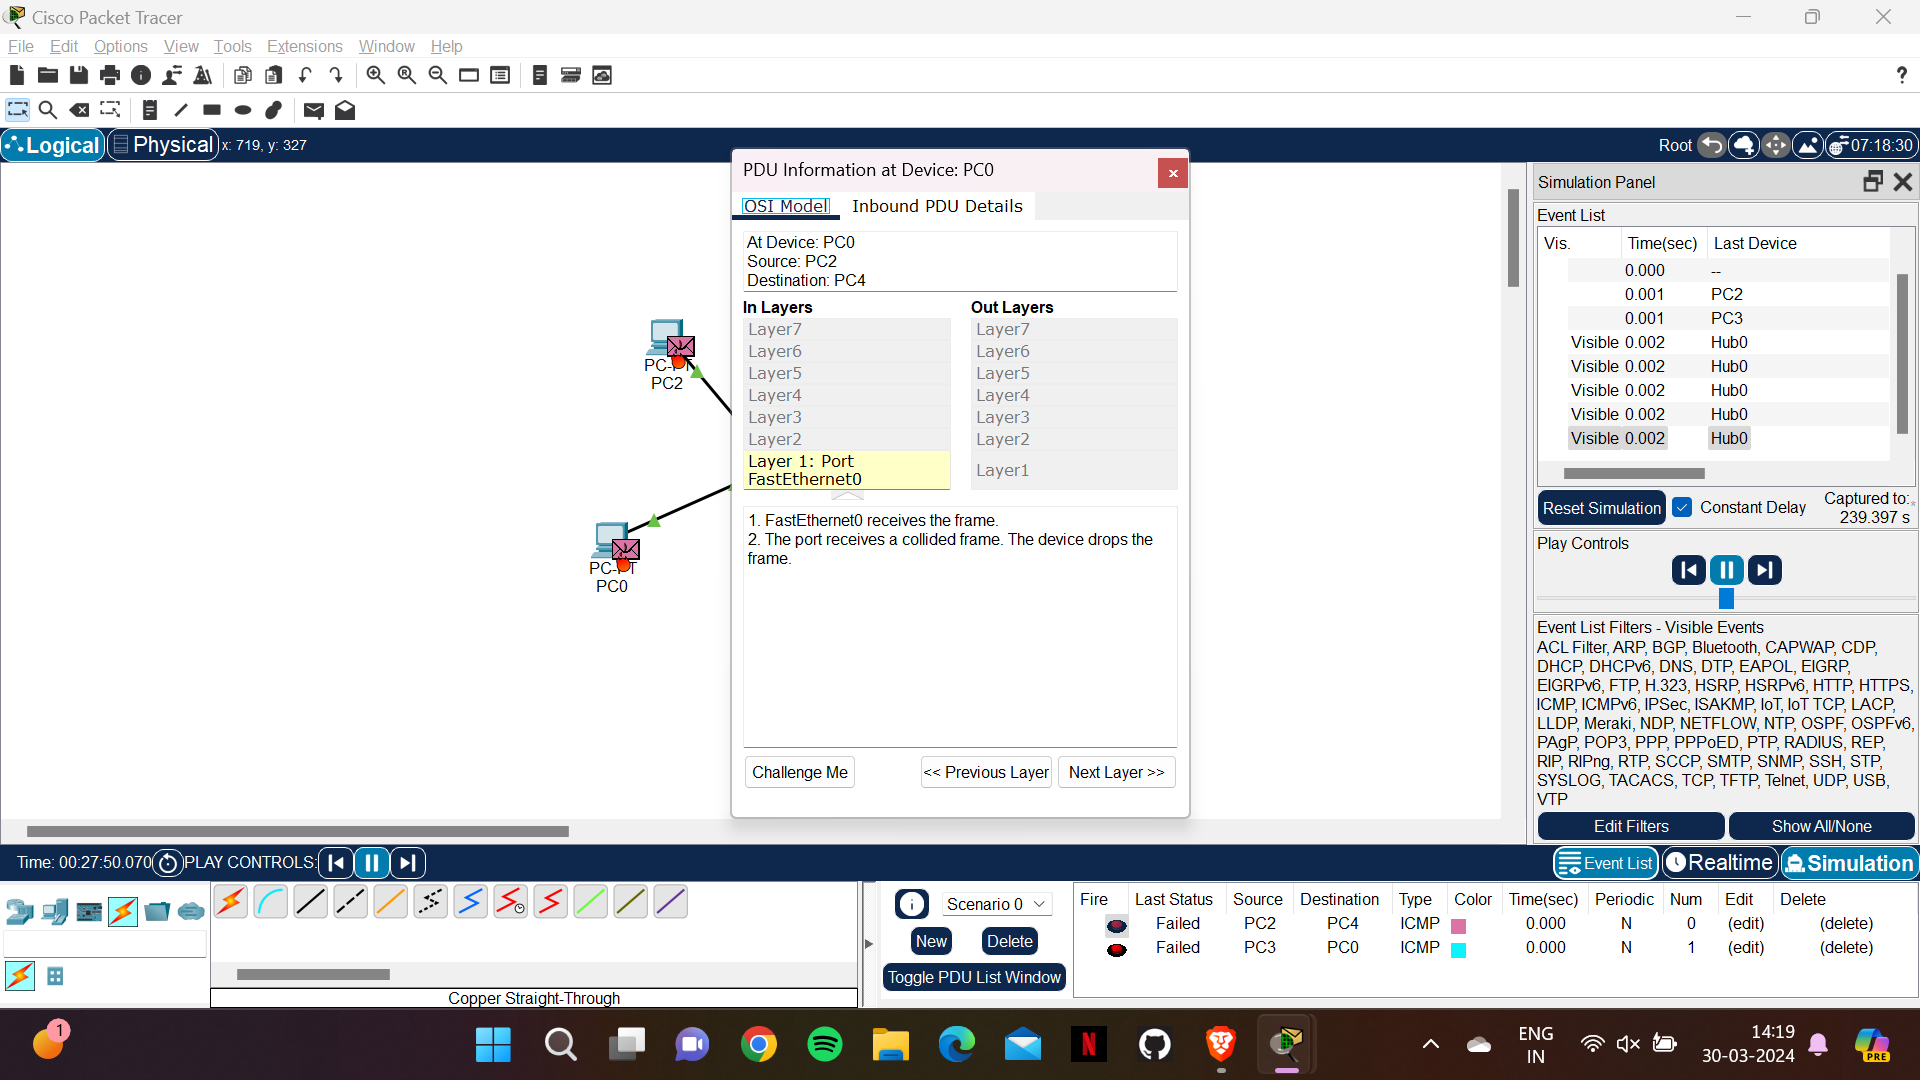 Cisco Packet Tracer
File Edit Options View Tools Extensions Window Help
?
Logical Physical x: 719, y: 327
Root 07:18:30
PDU Information at Device: PC0
OSI Model Inbound PDU Details
At Device: PC0
Source: PC2
Destination: PC4
In Layers Out Layers
Layer7 Layer7
Layer6 Layer6
Layer5 Layer5
Layer4 Layer4
Layer3 Layer3
Layer2 Layer2
Layer 1: Port
FastEthernet0 Layer1
1. FastEthernet0 receives the frame.
2. The port receives a collided frame. The device drops the
frame.
Challenge Me << Previous Layer Next Layer >>
PC-PT
PC2
PC-PT
PC0
Simulation Panel
Event List
Vis. Time(sec) Last Device
0.000 --
0.001 PC2
0.001 PC3
Visible 0.002 Hub0
Visible 0.002 Hub0
Visible 0.002 Hub0
Visible 0.002 Hub0
Visible 0.002 Hub0
Reset Simulation Constant Delay Captured to:
239.397 s
Play Controls
Event List Filters - Visible Events
ACL Filter, ARP, BGP, Bluetooth, CAPWAP, CDP,
DHCP, DHCPv6, DNS, DTP, EAPOL, EIGRP,
EIGRPv6, FTP, H.323, HSRP, HSRPv6, HTTP, HTTPS,
ICMP, ICMPv6, IPSec, ISAKMP, IoT, IoT TCP, LACP,
LLDP, Meraki, NDP, NETFLOW, NTP, OSPF, OSPFv6,
PAgP, POP3, PPP, PPPoED, PTP, RADIUS, REP,
RIP, RIPng, RTP, SCCP, SMTP, SNMP, SSH, STP,
SYSLOG, TACACS, TCP, TFTP, Telnet, UDP, USB,
VTP
Edit Filters Show All/None
Time: 00:27:50.070 PLAY CONTROLS:
Event List Realtime Simulation
Copper Straight-Through
Scenario 0
New Delete
Toggle PDU List Window
Fire Last Status Source Destination Type Color Time(sec) Periodic Num Edit Delete
Failed PC2 PC4 ICMP 0.000 N 0 (edit) (delete)
Failed PC3 PC0 ICMP 0.000 N 1 (edit) (delete)
1
N
ENG
IN
14:19
30-03-2024
PRE